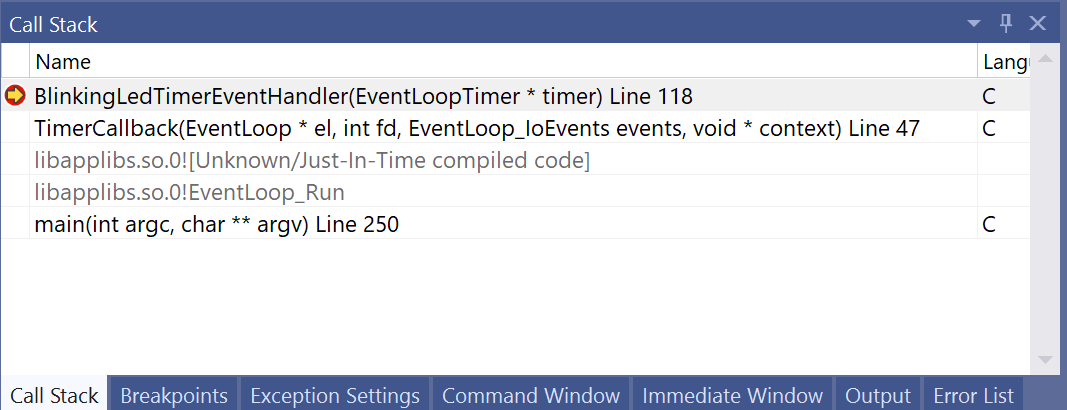 Call Stack
Name Langu
BlinkingLedTimerEventHandler(EventLoopTimer * timer) Line 118 C
TimerCallback(EventLoop * el, int fd, EventLoop_IoEvents events, void * context) Line 47 C
libapplibs.so.0![Unknown/Just-In-Time compiled code]
libapplibs.so.0!EventLoop_Run
main(int argc, char ** argv) Line 250 C
Call Stack Breakpoints Exception Settings Command Window Immediate Window Output Error List